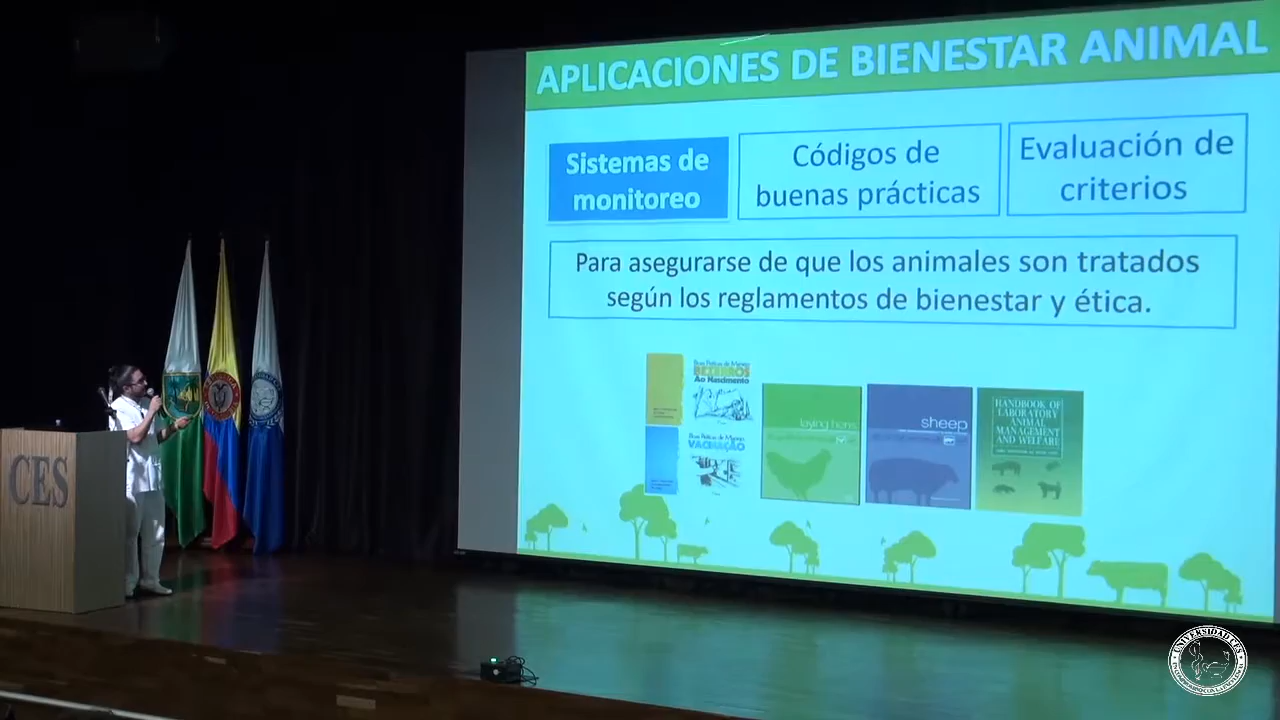 APLICACIONES DE BIENESTAR ANIMAL
Sistemas de
monitoreo
Códigos de
buenas prácticas
Evaluación de
criterios
Para asegurarse de que los animales son tratados
según los reglamentos de bienestar y ética.
Boas Práticas de Manejo
BEZERROS
Ao Nascimento
Boas Práticas de Manejo
VACINAÇÃO
laying hens
sheep
HANDBOOK OF
LABORATORY
ANIMAL
MANAGEMENT
AND WELFARE
CES
UNIVERSIDAD CES